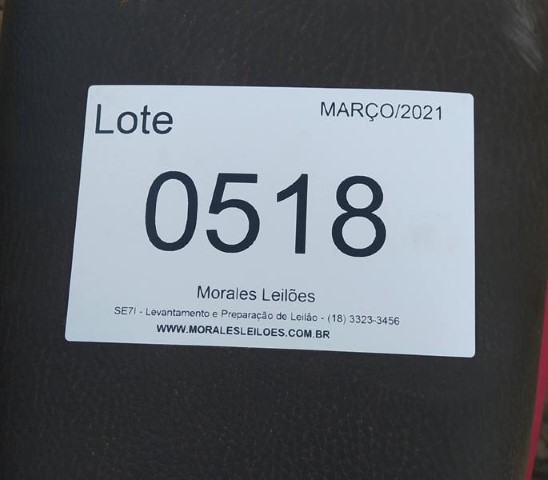 Lote
MARÇO/2021
0518
Morales Leilões
SE7I - Levantamento e Preparação de Leilão - (18) 3323-3456
WWW.MORALESLEILOES.COM.BR